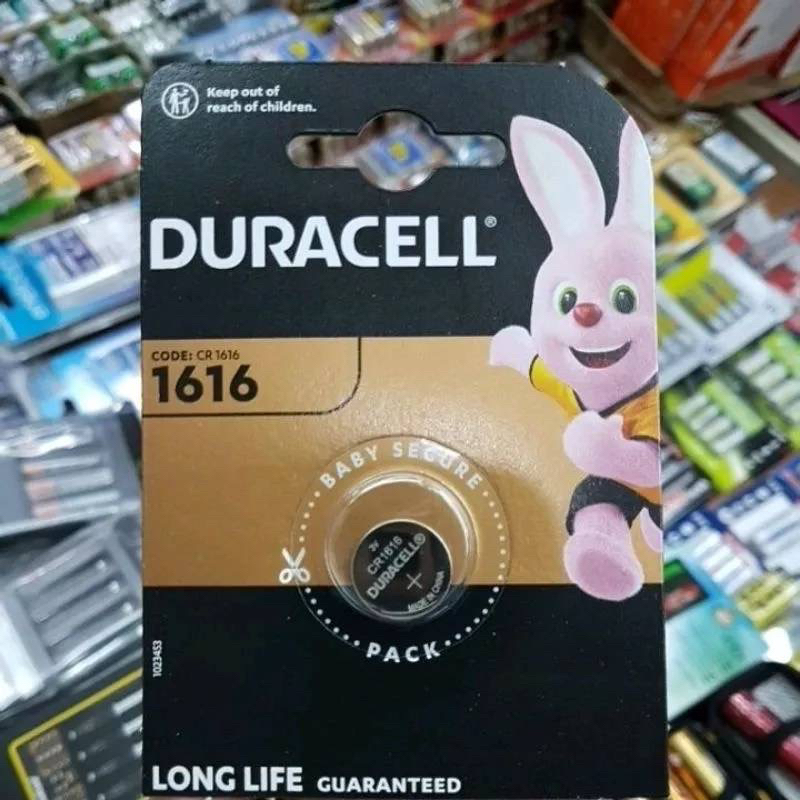 Keep out of
reach of children.
DURACELL®
CODE: CR 1616
1616
BABY SECURE
3V
CR1616
DURACELL®
+
MADE IN CHINA
PACK
1023453
LONG LIFE GUARANTEED